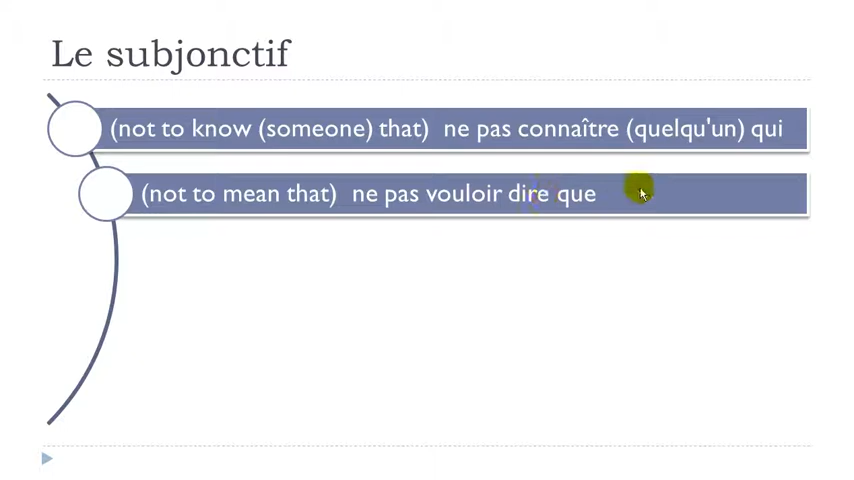 Le subjonctif
(not to know (someone) that) ne pas connaître (quelqu'un) qui
(not to mean that) ne pas vouloir dire que